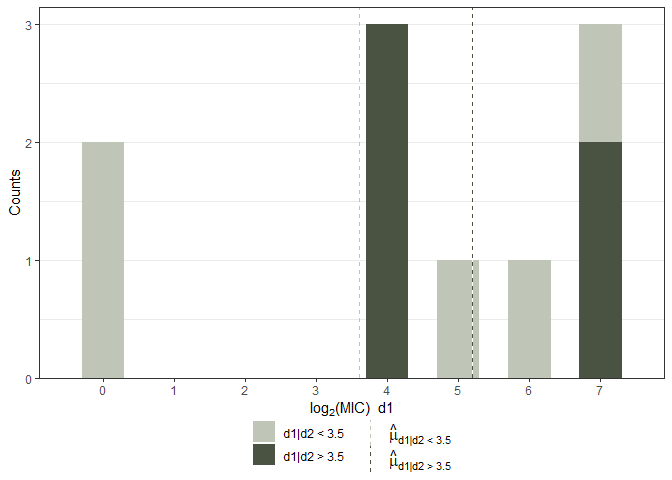 3
2
1
0
Counts
0 1 2 3 4 5 6 7
log₂(MIC) d1
d1|d2 < 3.5
d1|d2 > 3.5
μ̂d1|d2 < 3.5
μ̂d1|d2 > 3.5